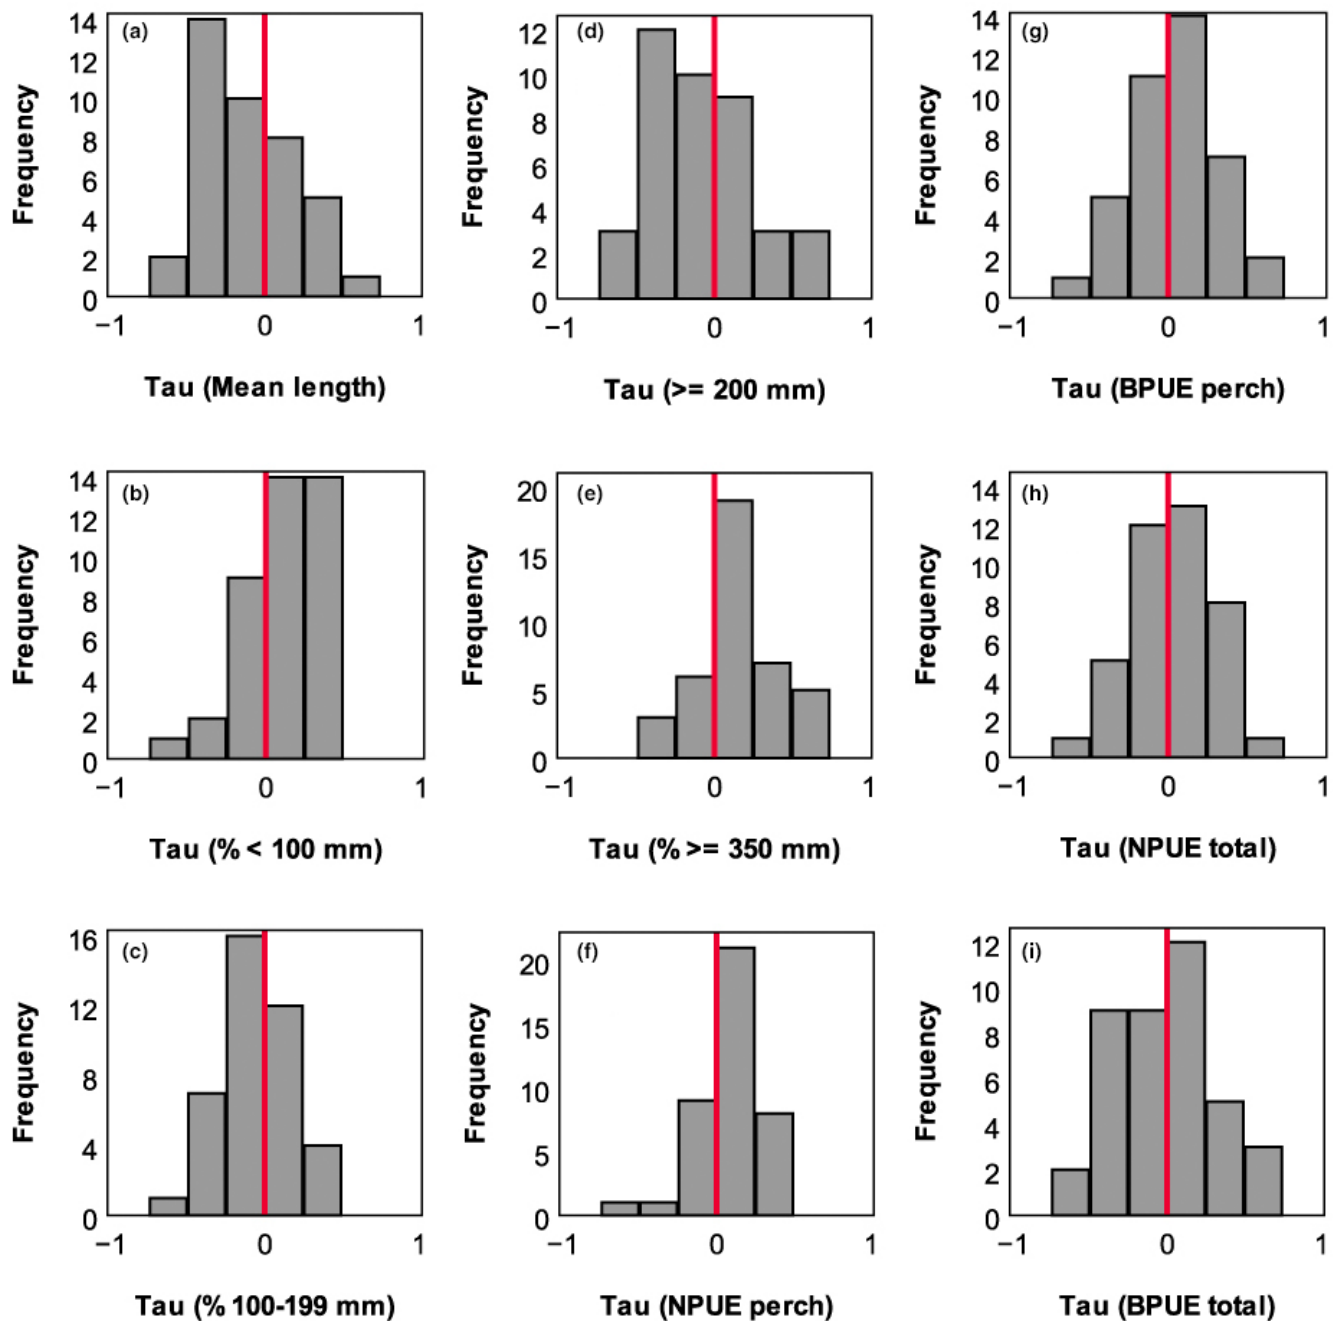 (a)
Frequency
14
12
10
8
6
4
2
0
−1 0 1
Tau (Mean length)
(d)
Frequency
12
10
8
6
4
2
0
−1 0 1
Tau (>= 200 mm)
(g)
Frequency
14
12
10
8
6
4
2
0
−1 0 1
Tau (BPUE perch)
(b)
Frequency
14
12
10
8
6
4
2
0
−1 0 1
Tau (% < 100 mm)
(e)
Frequency
20
15
10
5
0
−1 0 1
Tau (% >= 350 mm)
(h)
Frequency
14
12
10
8
6
4
2
0
−1 0 1
Tau (NPUE total)
(c)
Frequency
16
12
8
4
0
−1 0 1
Tau (% 100-199 mm)
(f)
Frequency
20
15
10
5
0
−1 0 1
Tau (NPUE perch)
(i)
Frequency
12
10
8
6
4
2
0
−1 0 1
Tau (BPUE total)